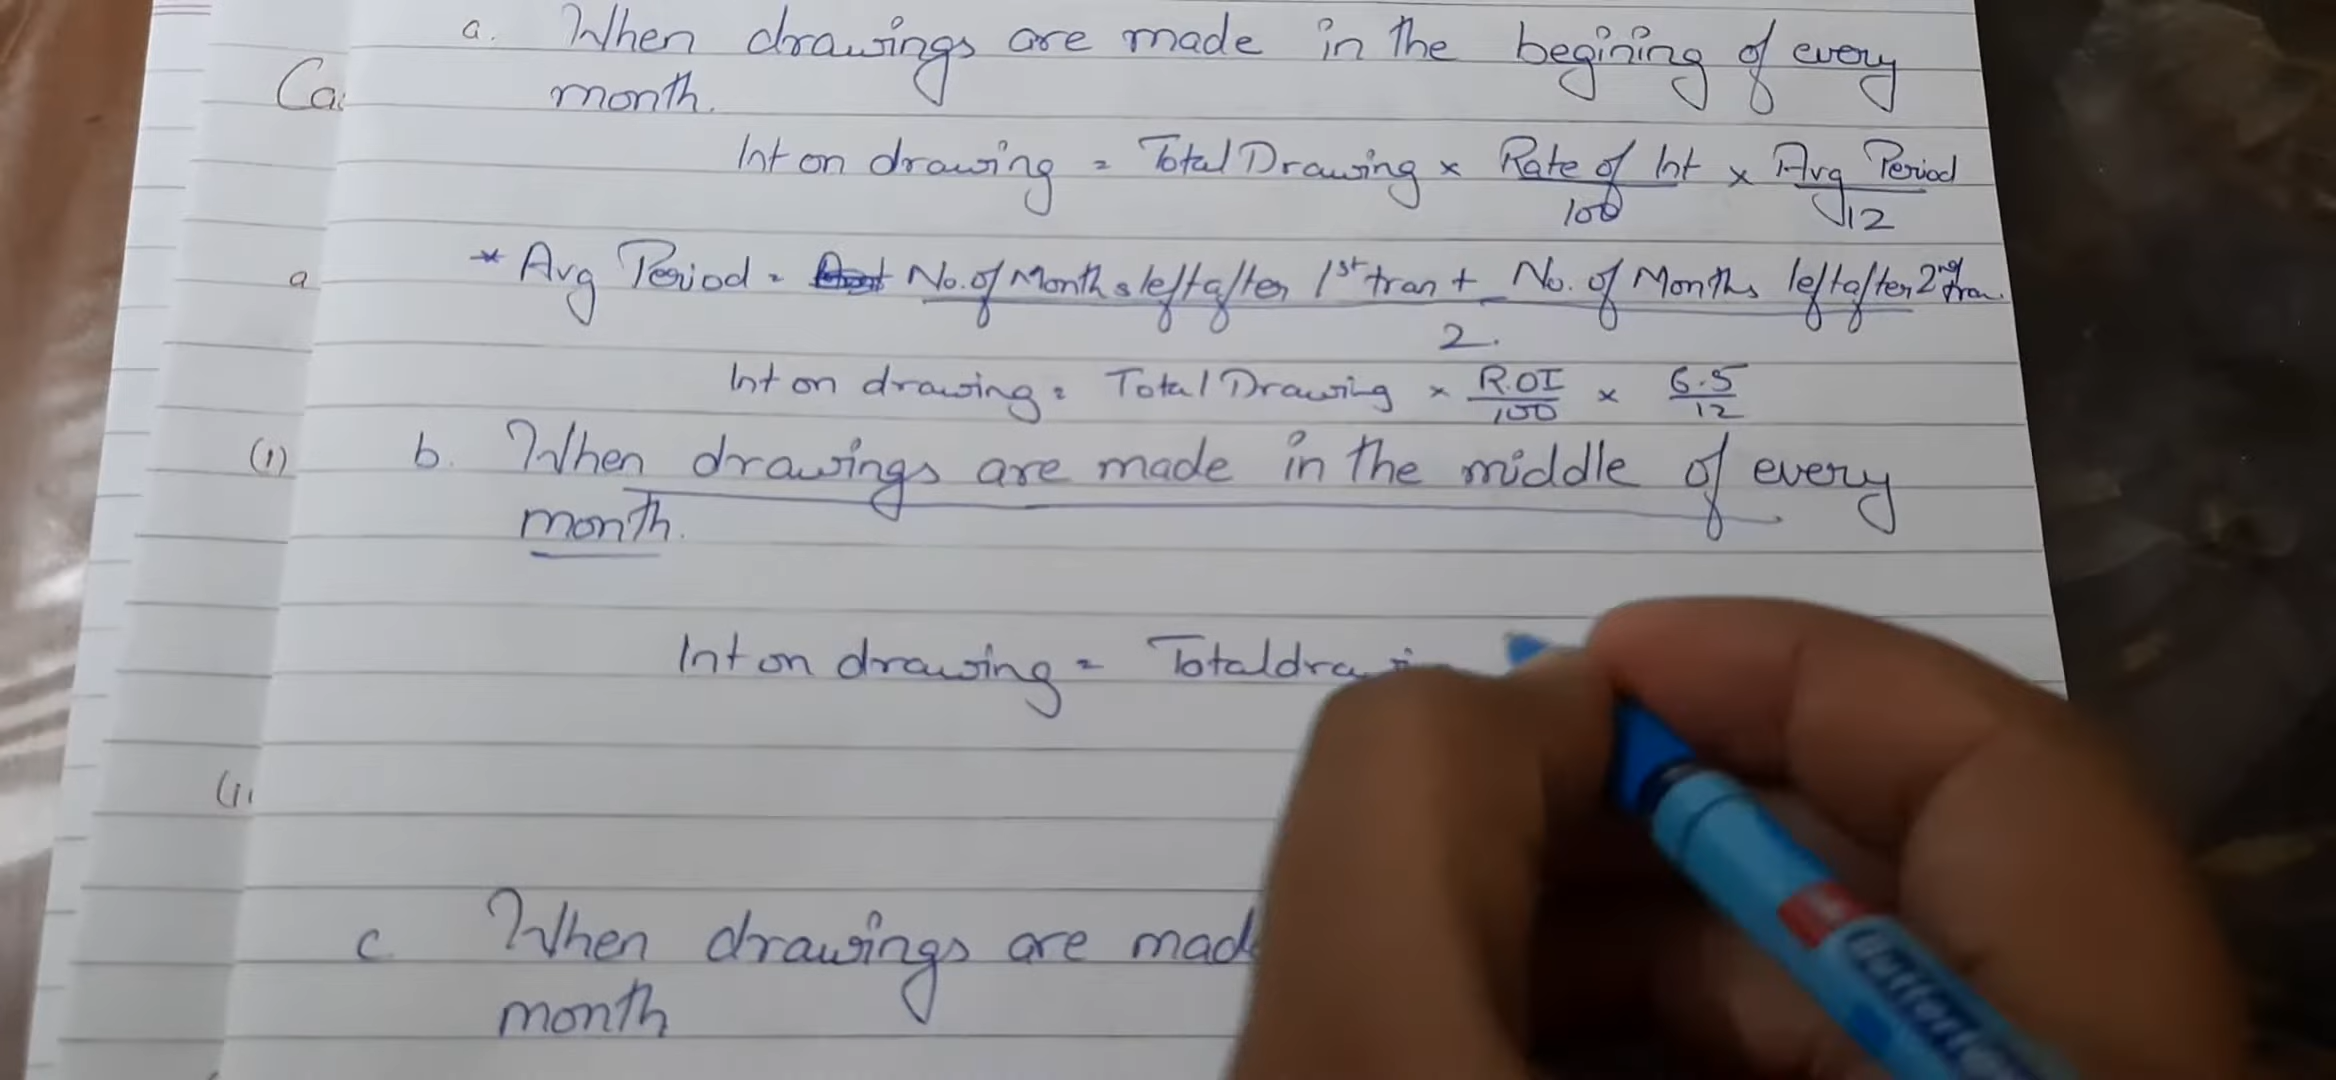 a. When drawings are made in the begining of every
Ca.
month.
Int on drawing = Total Drawing × Rate of Int / 100 × Avg Period / 12
a
* Avg Period = No. of Months left after 1st tran + No. of Months left after 2nd tran.
2.
Int on drawing = Total Drawing × R.OI / 100 × 6.5 / 12
(1)
b. When drawings are made in the middle of every
month.
Int on drawing = Total
c When drawings are
month